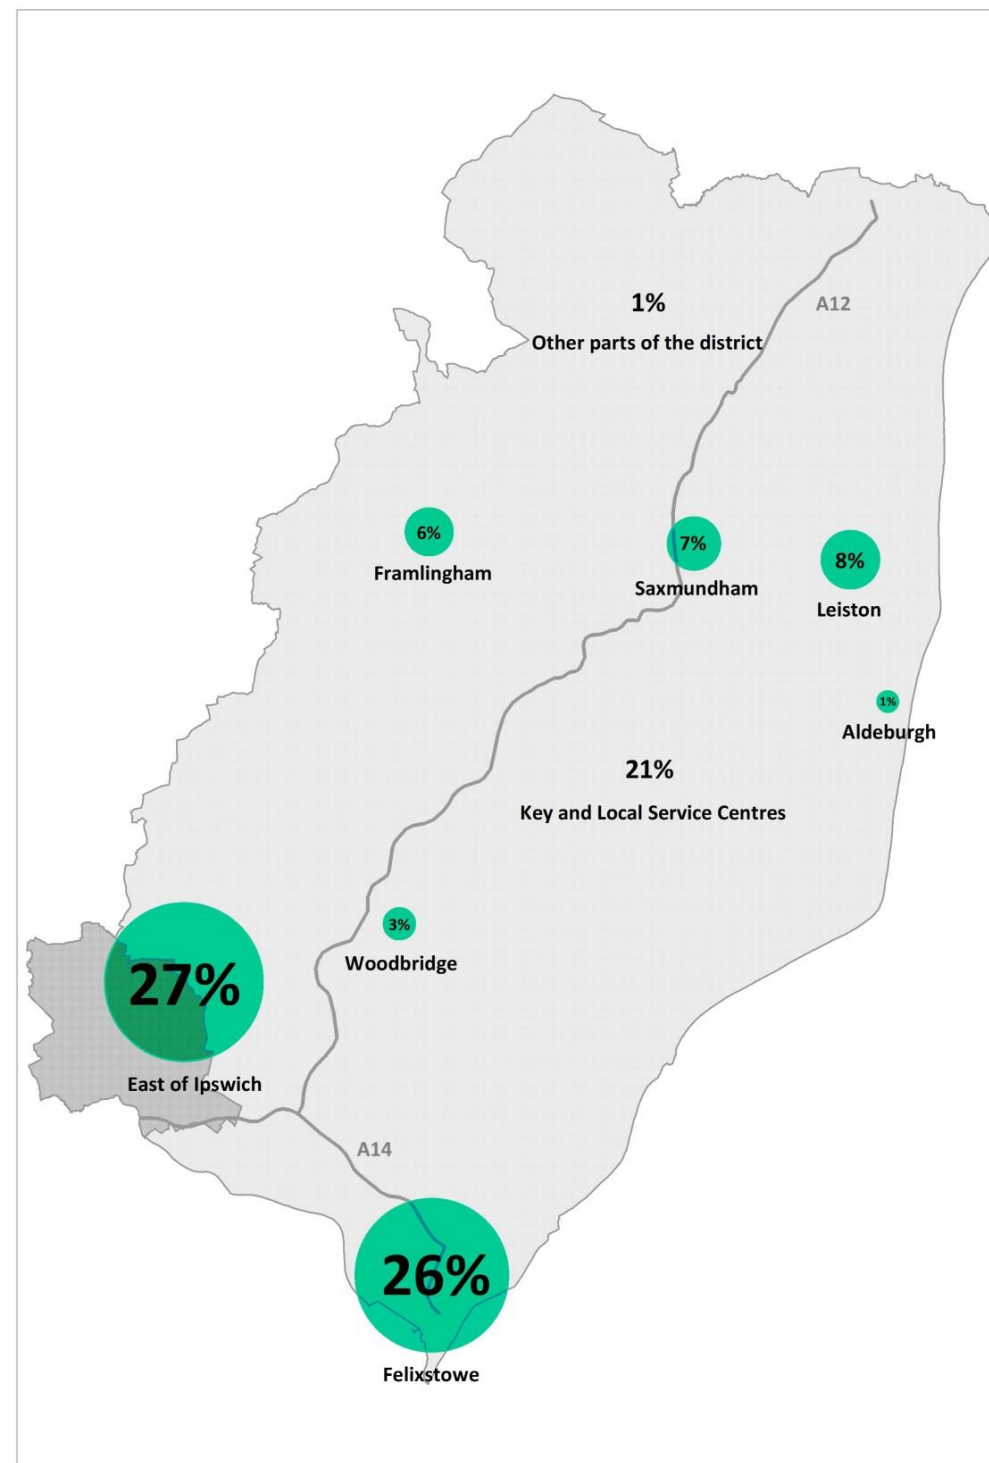 1%
A12
Other parts of the district
6%
Framlingham
7%
Saxmundham
8%
Leiston
1%
Aldeburgh
21%
Key and Local Service Centres
3%
Woodbridge
27%
East of Ipswich
A14
26%
Felixstowe